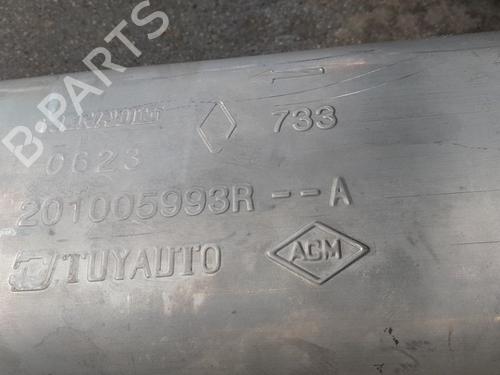 B-PARTS
733
0623
201005993R--A
TUYAUTO
ACM